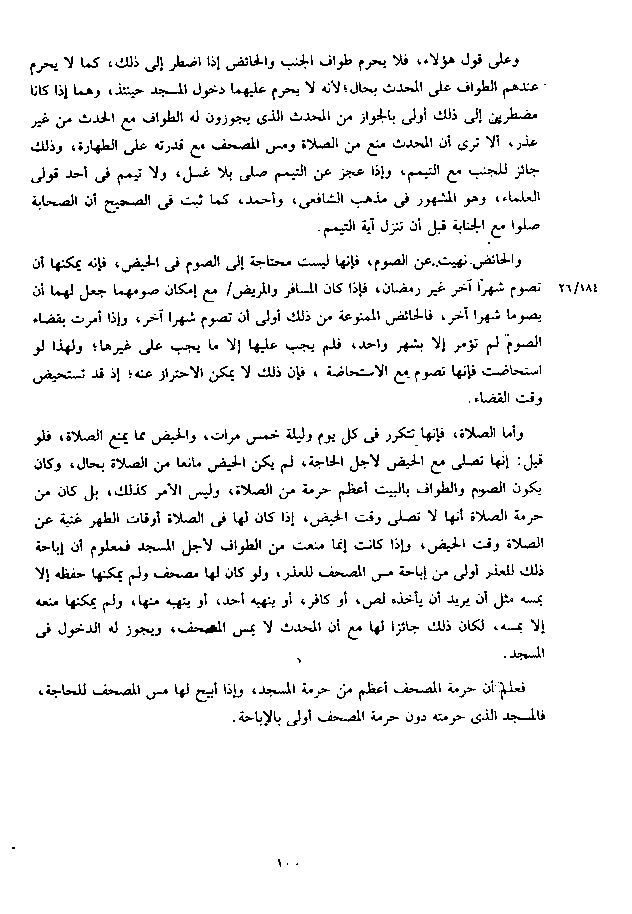 وعلى قول هؤلاء، فلا يحرم طواف الجنب والحائض إذا اضطر إلى ذلك، كما لا يحرم
عندهم الطواف على المحدث بحال؛ لأنه لا يحرم عليهما دخول المسجد حينئذ، وهما إذا كانا
مضطرين إلى ذلك أولى بالجواز من المحدث الذى يجوزون له الطواف مع الحدث من غير
عذر، ألا ترى أن المحدث منع من الصلاة ومس المصحف مع قدرته على الطهارة، وذلك
جائز للجنب مع التيمم، وإذا عجز عن التيمم صلى بلا غسل، ولا تيمم فى أحد قولى
العلماء، وهو المشهور فى مذهب الشافعى، وأحمد، كما ثبت فى الصحيح أن الصحابة
صلوا مع الجنابة قبل أن تنزل آية التيمم.
والحائض نهيت عن الصوم، فإنها ليست محتاجة إلى الصوم فى الحيض، فإنه يمكنها أن
٢٦/١٨٤ تصوم شهراً آخر غير رمضان، فإذا كان المسافر والمريض/ مع إمكان صومهما جعل لهما أن
يصوما شهرا آخر، فالحائض الممنوعة من ذلك أولى أن تصوم شهرا آخر، وإذا أمرت بقضاء
الصوم لم تؤمر إلا بشهر واحد، فلم يجب عليها إلا ما يجب على غيرها؛ ولهذا لو
استحاضت فإنها تصوم مع الاستحاضة ، فإن ذلك لا يمكن الاحتراز عنه؛ إذ قد تستحيض
وقت القضاء.
وأما الصلاة، فإنها تتكرر فى كل يوم وليلة خمس مرات، والحيض مما يمنع الصلاة، فلو
قيل: إنها تصلى مع الحيض لأجل الحاجة، لم يكن الحيض مانعا من الصلاة بحال، وكان
يكون الصوم والطواف بالبيت أعظم حرمة من الصلاة، وليس الأمر كذلك، بل كان من
حرمة الصلاة أنها لا تصلى وقت الحيض، إذا كان لها فى الصلاة أوقات الطهر غنية عن
الصلاة وقت الحيض، وإذا كانت إنما منعت من الطواف لأجل المسجد فمعلوم أن إباحة
ذلك للعذر أولى من إباحة مس المصحف للعذر، ولو كان لها مصحف ولم يمكنها حفظه إلا
بمسه مثل أن يريد أن يأخذه لص، أو كافر، أو ينهبه أحد، أو ينهبه منها، ولم يمكنها منعه
إلا بمسه، لكان ذلك جائزا لها مع أن المحدث لا يمس المصحف، ويجوز له الدخول فى
المسجد.
فعلم أن حرمة المصحف أعظم من حرمة المسجد، وإذا أبيح لها مس المصحف للحاجة،
فالمسجد الذى حرمته دون حرمة المصحف أولى بالإباحة.
١٠٠